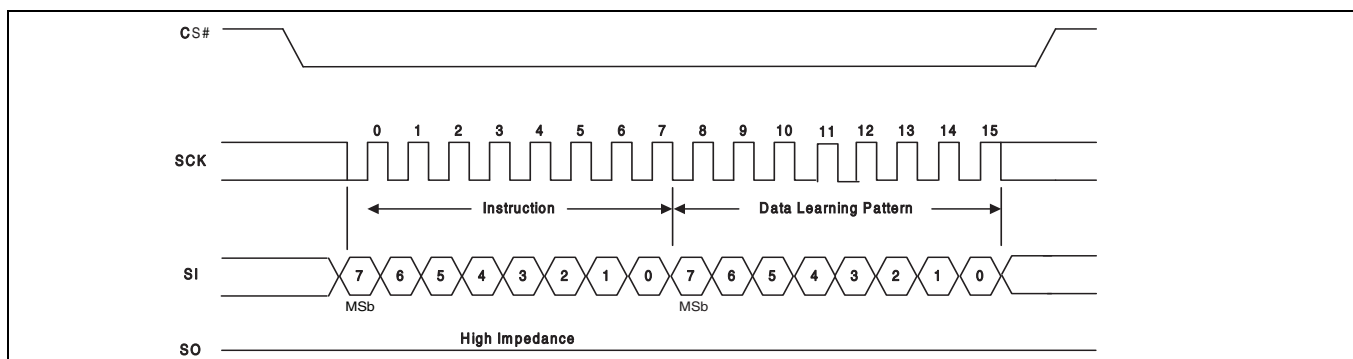 CS#
0 1 2 3 4 5 6 7 8 9 10 11 12 13 14 15
SCK
Instruction Data Learning Pattern
SI 7 6 5 4 3 2 1 0 7 6 5 4 3 2 1 0
MSb MSb
High Impedance
SO